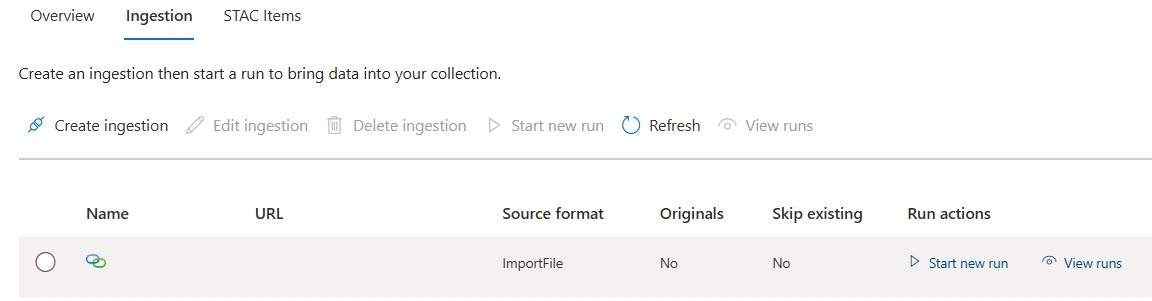 Overview Ingestion STAC Items
Create an ingestion then start a run to bring data into your collection.
Create ingestion Edit ingestion Delete ingestion Start new run Refresh View runs
Name URL Source format Originals Skip existing Run actions
ImportFile No No Start new run View runs